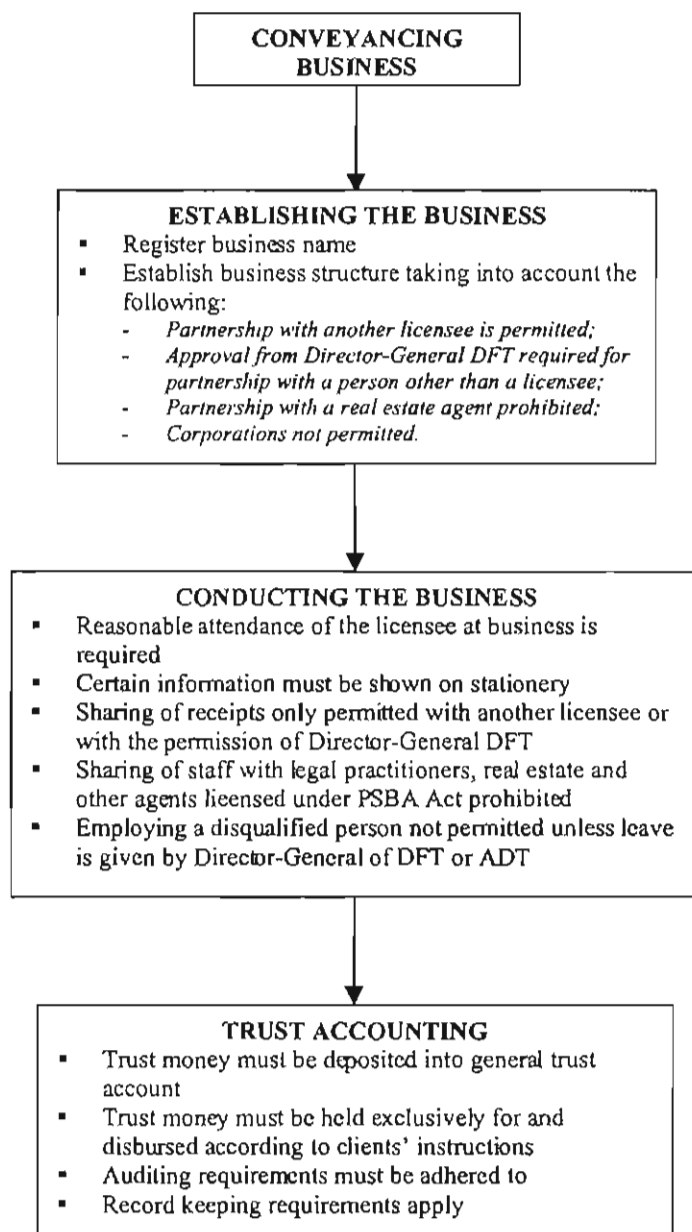 CONVEYANCING
BUSINESS
ESTABLISHING THE BUSINESS
▪ Register business name
▪ Establish business structure taking into account the
following:
- Partnership with another licensee is permitted;
- Approval from Director-General DFT required for
partnership with a person other than a licensee;
- Partnership with a real estate agent prohibited;
- Corporations not permitted.
CONDUCTING THE BUSINESS
▪ Reasonable attendance of the licensee at business is
required
▪ Certain information must be shown on stationery
▪ Sharing of receipts only permitted with another licensee or
with the permission of Director-General DFT
▪ Sharing of staff with legal practitioners, real estate and
other agents licensed under PSBA Act prohibited
▪ Employing a disqualified person not permitted unless leave
is given by Director-General of DFT or ADT
TRUST ACCOUNTING
▪ Trust money must be deposited into general trust
account
▪ Trust money must be held exclusively for and
disbursed according to clients' instructions
▪ Auditing requirements must be adhered to
▪ Record keeping requirements apply